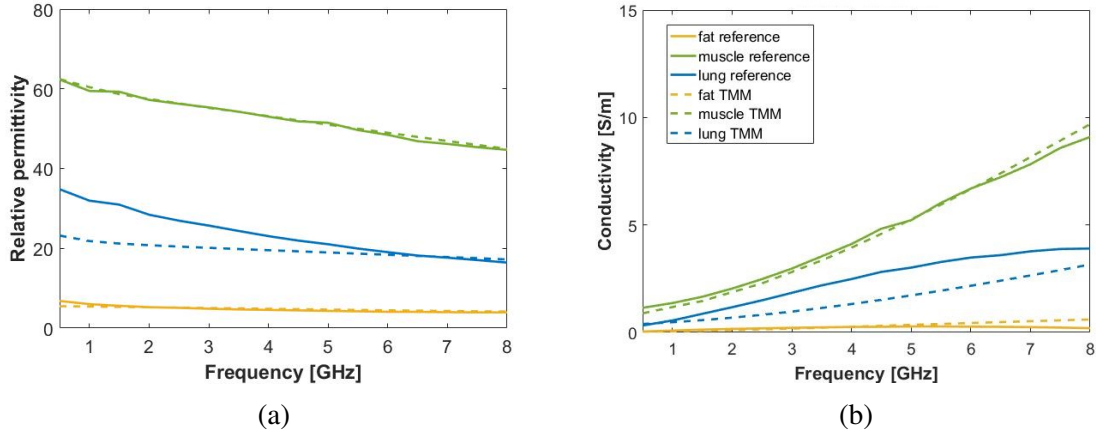 80
60
40
20
0
1 2 3 4 5 6 7 8
Relative permittivity
Frequency [GHz]
(a)
15
10
5
0
1 2 3 4 5 6 7 8
Conductivity [S/m]
Frequency [GHz]
fat reference
muscle reference
lung reference
fat TMM
muscle TMM
lung TMM
(b)